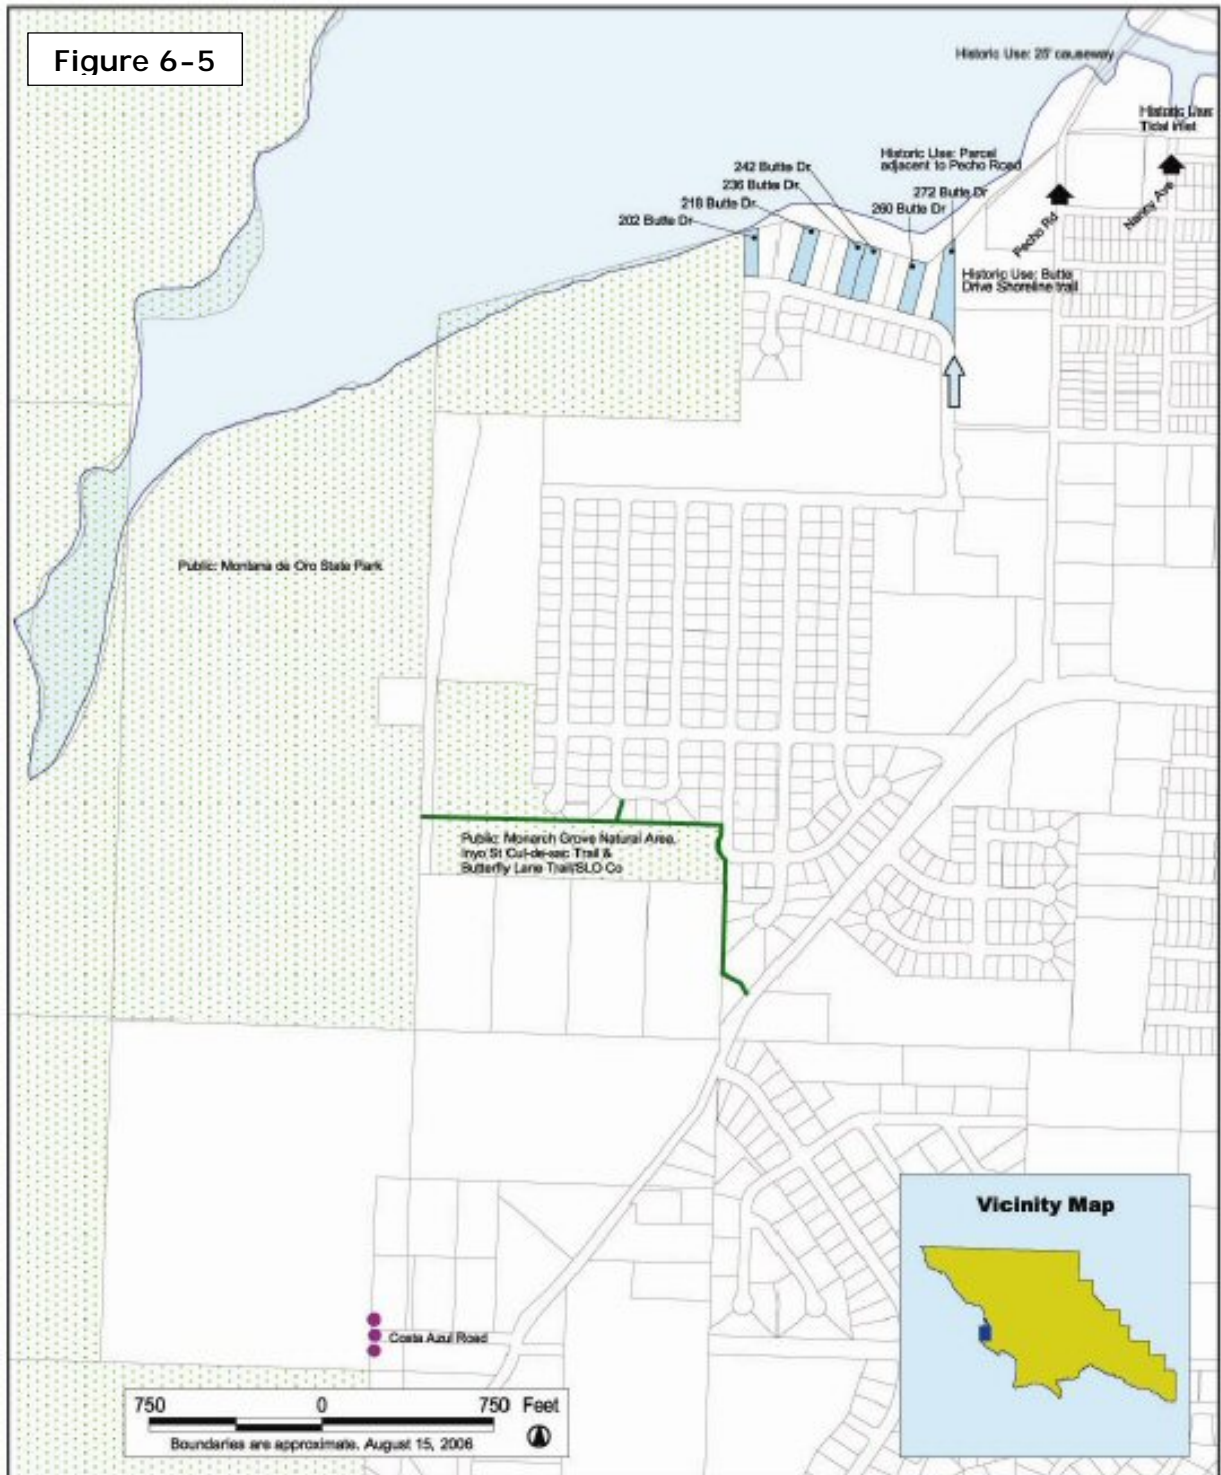 Figure 6-5
Historic Use: 25' causeway
Historic Use:
Tidal inlet
Historic Use: Parcel
adjacent to Pecho Road
242 Butte Dr
236 Butte Dr
218 Butte Dr
202 Butte Dr
272 Butte Dr
260 Butte Dr
Pecho Rd
Nancy Ave
Historic Use: Butte
Drive Shoreline trail
Public: Montana de Oro State Park
Public: Monarch Grove Natural Area,
Inyo St Cul-de-sac Trail &
Butterfly Lane Trail/SLO Co
Costa Azul Road
Vicinity Map
750 0 750 Feet
Boundaries are approximate. August 15, 2006